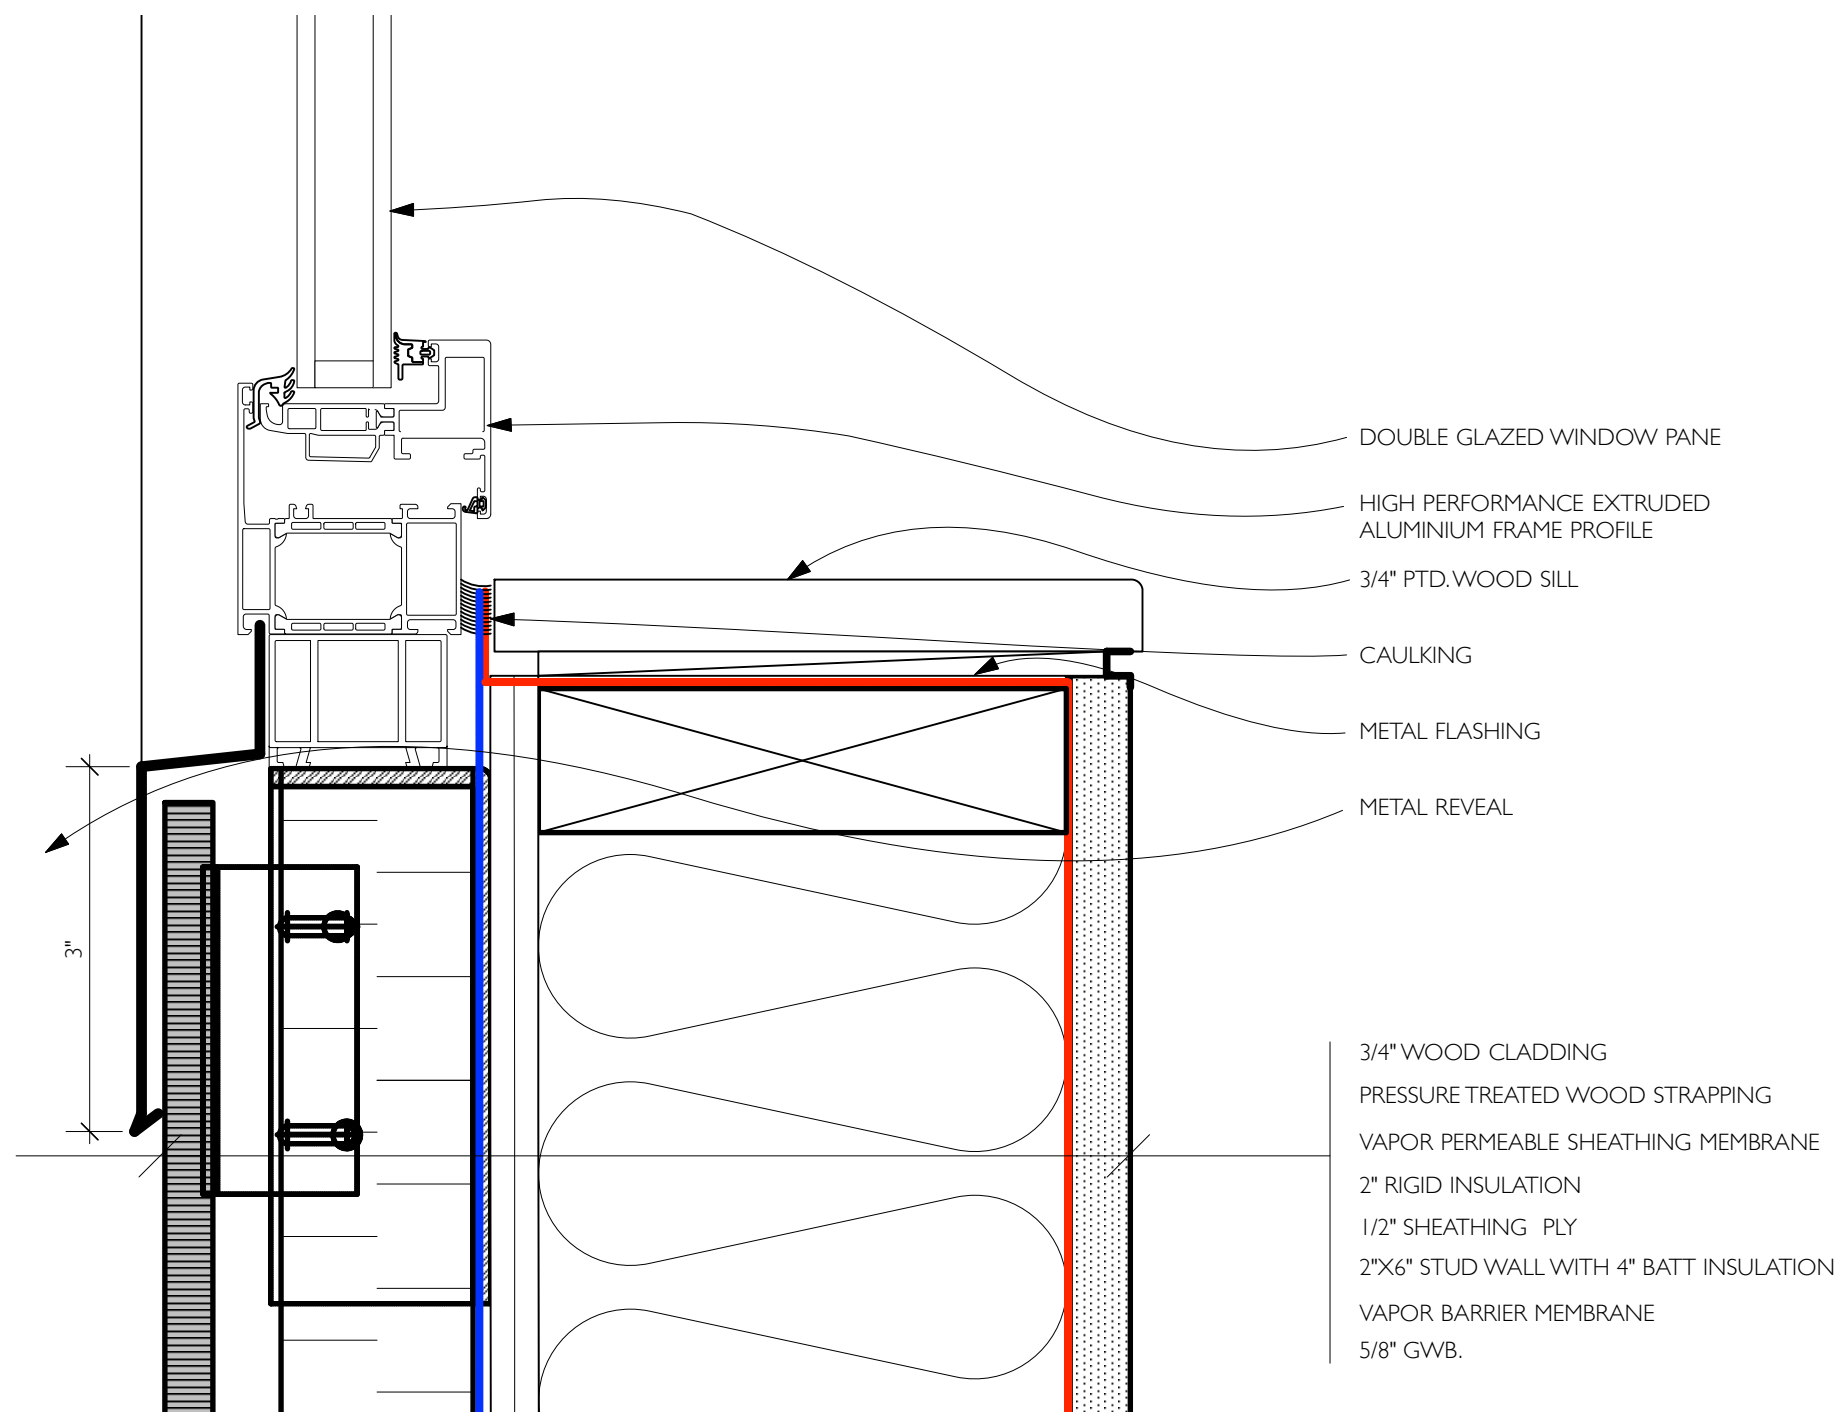 DOUBLE GLAZED WINDOW PANE
HIGH PERFORMANCE EXTRUDED
ALUMINIUM FRAME PROFILE
3/4" PTD. WOOD SILL
CAULKING
METAL FLASHING
METAL REVEAL
3"
3/4" WOOD CLADDING
PRESSURE TREATED WOOD STRAPPING
VAPOR PERMEABLE SHEATHING MEMBRANE
2" RIGID INSULATION
1/2" SHEATHING PLY
2"X6" STUD WALL WITH 4" BATT INSULATION
VAPOR BARRIER MEMBRANE
5/8" GWB.